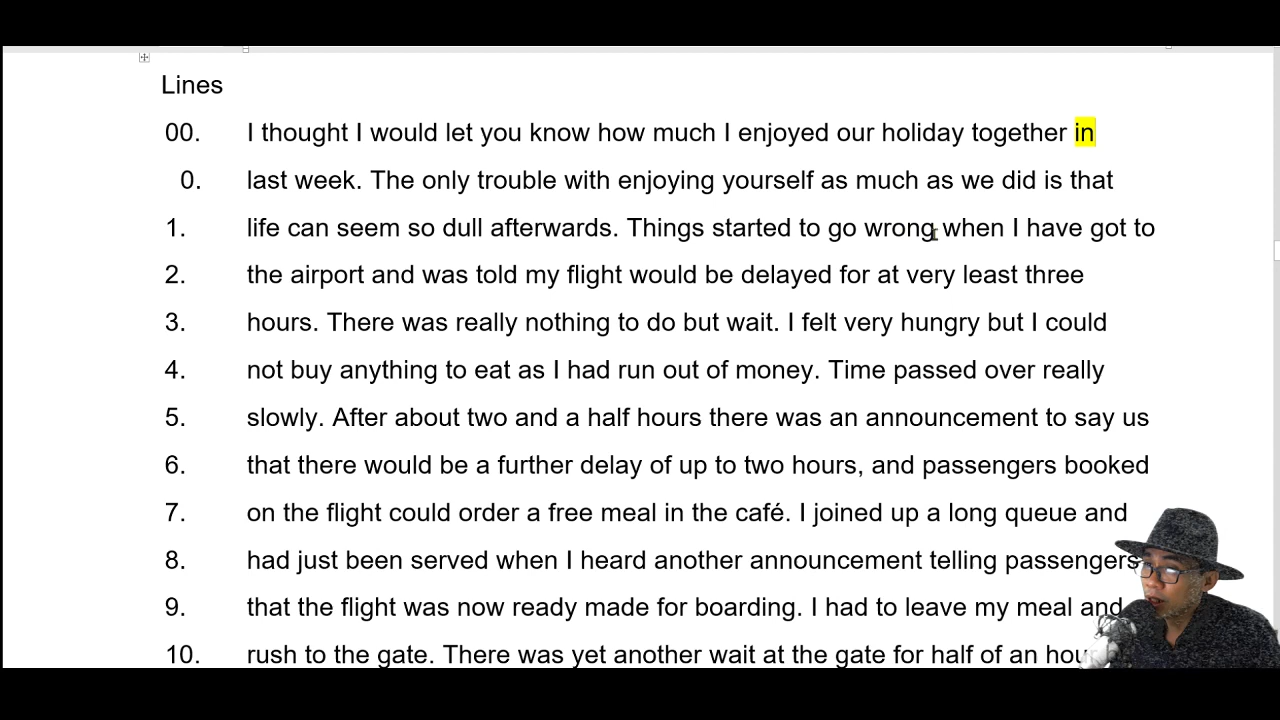 Lines
00. I thought I would let you know how much I enjoyed our holiday together in
0. last week. The only trouble with enjoying yourself as much as we did is that
1. life can seem so dull afterwards. Things started to go wrong when I have got to
2. the airport and was told my flight would be delayed for at very least three
3. hours. There was really nothing to do but wait. I felt very hungry but I could
4. not buy anything to eat as I had run out of money. Time passed over really
5. slowly. After about two and a half hours there was an announcement to say us
6. that there would be a further delay of up to two hours, and passengers booked
7. on the flight could order a free meal in the café. I joined up a long queue and
8. had just been served when I heard another announcement telling passengers
9. that the flight was now ready made for boarding. I had to leave my meal and
10. rush to the gate. There was yet another wait at the gate for half of an hour